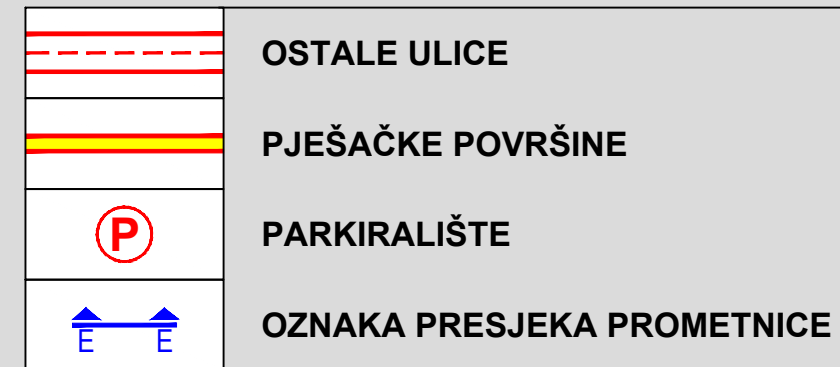 OSTALE ULICE
PJEŠAČKE POVRŠINE
P PARKIRALIŠTE
E E OZNAKA PRESJEKA PROMETNICE